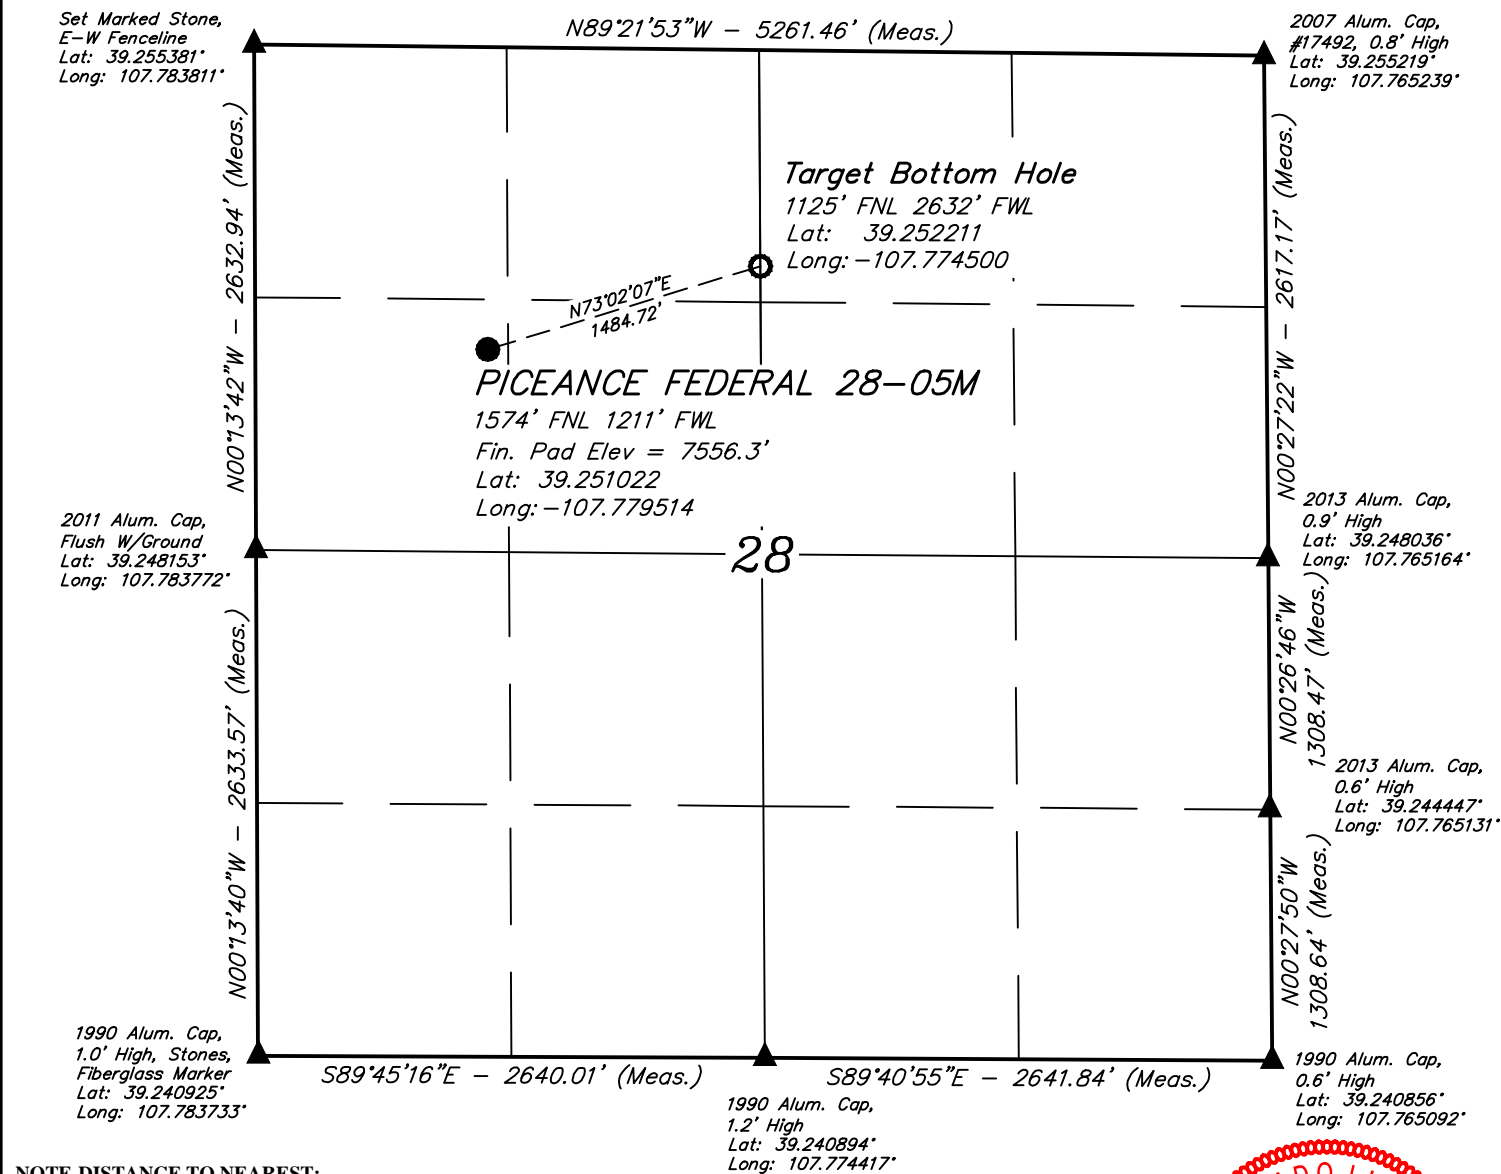 Set Marked Stone,
E-W Fenceline
Lat: 39.255381°
Long: 107.783811°
N89°21'53"W - 5261.46' (Meas.)
2007 Alum. Cap,
#17492, 0.8' High
Lat: 39.255219°
Long: 107.765239°
N00°13'42"W - 2632.94' (Meas.)
N00°27'22"W - 2617.17' (Meas.)
Target Bottom Hole
1125' FNL 2632' FWL
Lat: 39.252211
Long: -107.774500
N73°02'07"E
1484.72'
PICEANCE FEDERAL 28-05M
1574' FNL 1211' FWL
Fin. Pad Elev = 7556.3'
Lat: 39.251022
Long: -107.779514
2011 Alum. Cap,
Flush W/Ground
Lat: 39.248153°
Long: 107.783772°
28
2013 Alum. Cap,
0.9' High
Lat: 39.248036°
Long: 107.765164°
N00°13'40"W - 2633.57' (Meas.)
N00°26'46"W
1308.47' (Meas.)
2013 Alum. Cap,
0.6' High
Lat: 39.244447°
Long: 107.765131°
N00°27'50"W
1308.64' (Meas.)
1990 Alum. Cap,
1.0' High, Stones,
Fiberglass Marker
Lat: 39.240925°
Long: 107.783733°
S89°45'16"E - 2640.01' (Meas.)
S89°40'55"E - 2641.84' (Meas.)
1990 Alum. Cap,
1.2' High
Lat: 39.240894°
Long: 107.774417°
1990 Alum. Cap,
0.6' High
Lat: 39.240856°
Long: 107.765092°
NOTE DISTANCE TO NEAREST: